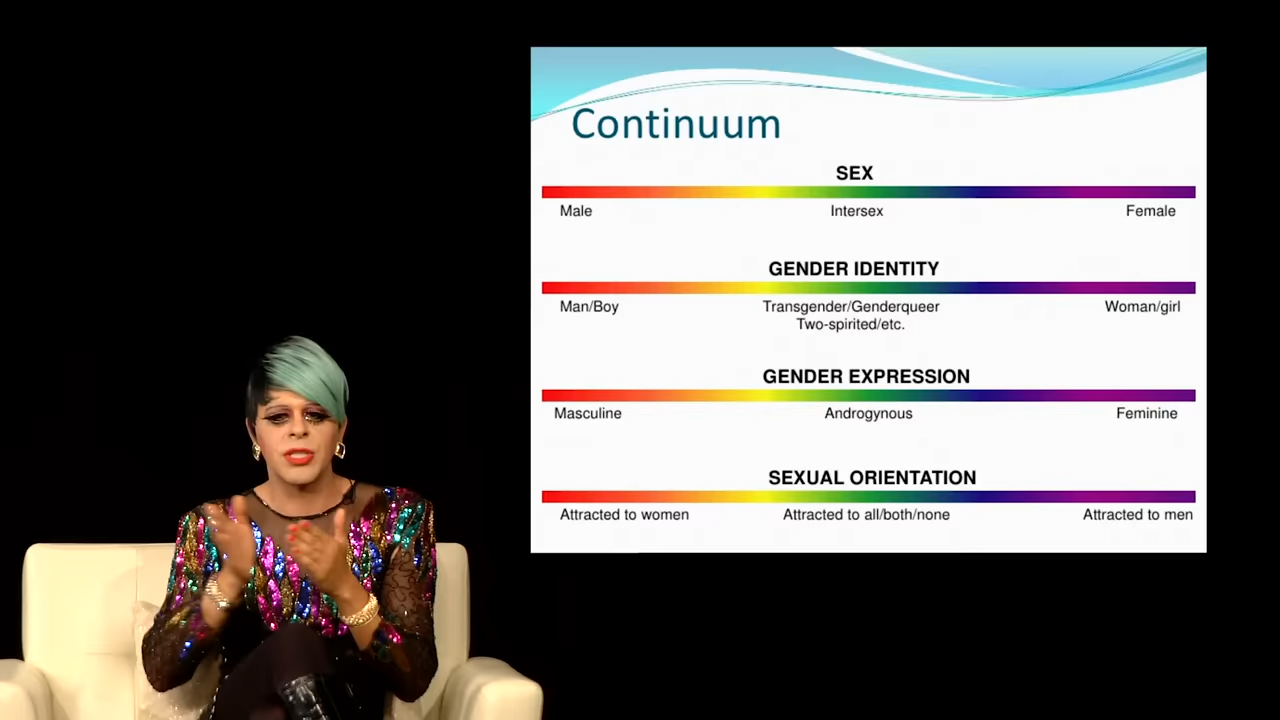 Continuum
SEX
Male Intersex Female
GENDER IDENTITY
Man/Boy Transgender/Genderqueer Woman/girl
Two-spirited/etc.
GENDER EXPRESSION
Masculine Androgynous Feminine
SEXUAL ORIENTATION
Attracted to women Attracted to all/both/none Attracted to men